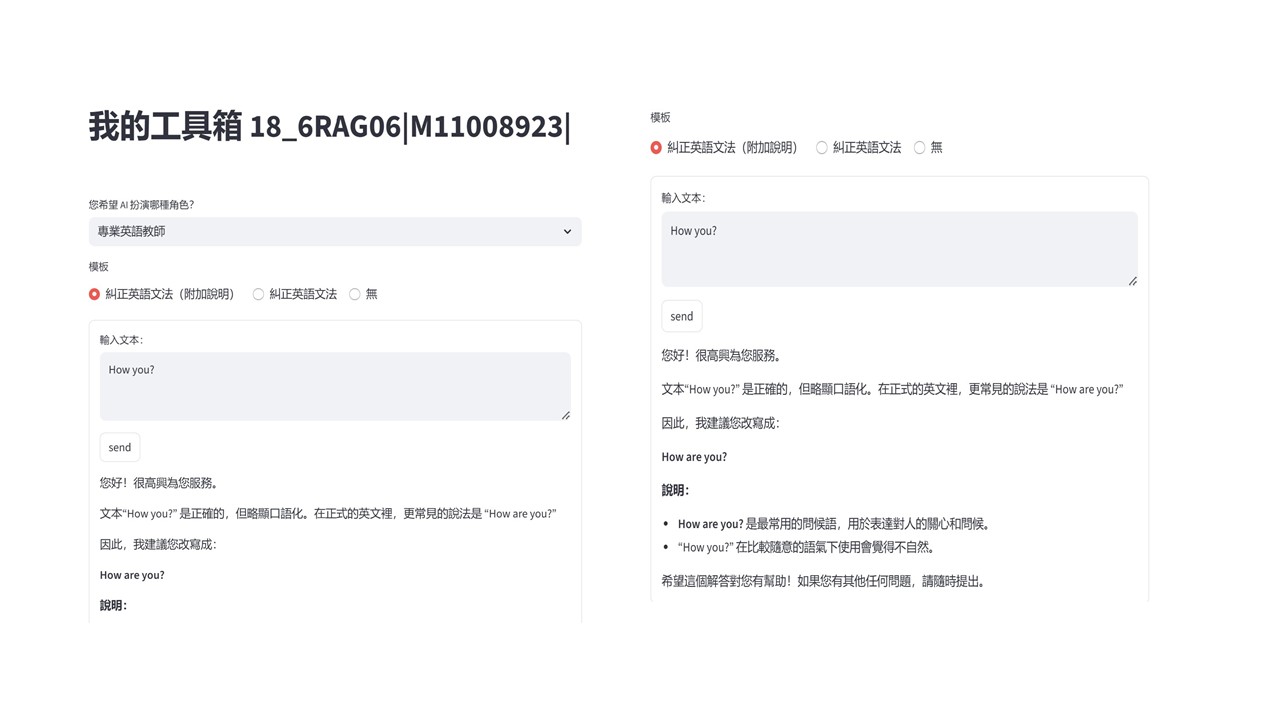 我的工具箱 18_6RAG06|M11008923|
您希望 AI 扮演哪種角色？
專業英語教師
模板
糾正英語文法（附加說明） 糾正英語文法 無
輸入文本：
How you?
send
您好！很高興為您服務。
文本“How you?” 是正確的，但略顯口語化。在正式的英文裡，更常見的說法是 “How are you?”
因此，我建議您改寫成：
How are you?
說明：
模板
糾正英語文法（附加說明） 糾正英語文法 無
輸入文本：
How you?
send
您好！很高興為您服務。
文本“How you?” 是正確的，但略顯口語化。在正式的英文裡，更常見的說法是 “How are you?”
因此，我建議您改寫成：
How are you?
說明：
• How are you? 是最常用的問候語，用於表達對人的關心和問候。
• “How you?” 在比較隨意的語氣下使用會覺得不自然。
希望這個解答對您有幫助！如果您有其他任何問題，請隨時提出。